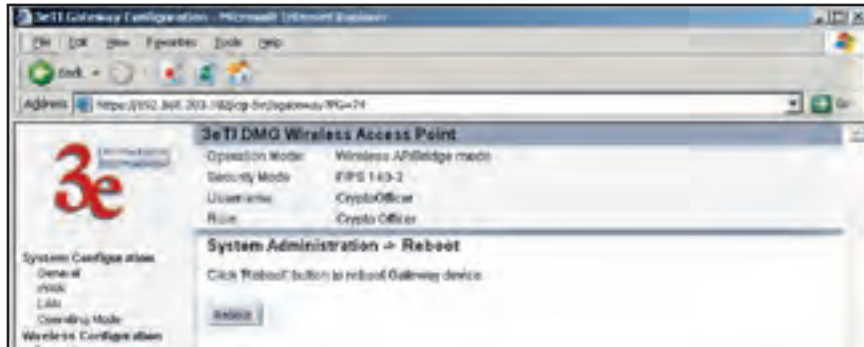 3eTI Gateway Configuration - Microsoft Internet Explorer
File Edit View Favorites Tools Help
Back
Address
3e
3eTI DMG Wireless Access Point
Operation Mode: Wireless AP/Bridge mode
Security Mode: FIPS 140-2
Username: CryptoOfficer
Role: Crypto Officer
System Administration -> Reboot
Click 'Reboot' button to reboot Gateway device.
Reboot
System Configuration
General
WAN
LAN
Operating Mode
Wireless Configuration